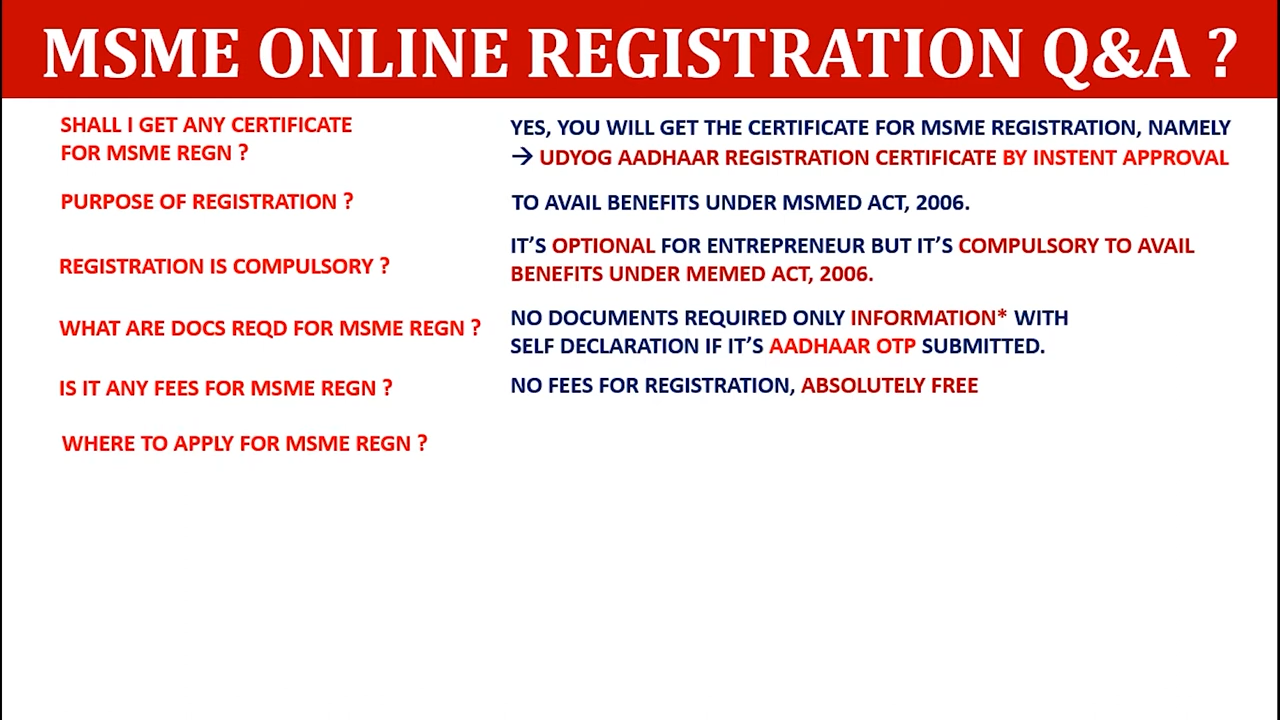 MSME ONLINE REGISTRATION Q&A ?
SHALL I GET ANY CERTIFICATE
FOR MSME REGN ?
YES, YOU WILL GET THE CERTIFICATE FOR MSME REGISTRATION, NAMELY
→ UDYOG AADHAAR REGISTRATION CERTIFICATE BY INSTENT APPROVAL
PURPOSE OF REGISTRATION ?
TO AVAIL BENEFITS UNDER MSMED ACT, 2006.
REGISTRATION IS COMPULSORY ?
IT’S OPTIONAL FOR ENTREPRENEUR BUT IT’S COMPULSORY TO AVAIL
BENEFITS UNDER MEMED ACT, 2006.
WHAT ARE DOCS REQD FOR MSME REGN ?
NO DOCUMENTS REQUIRED ONLY INFORMATION* WITH
SELF DECLARATION IF IT’S AADHAAR OTP SUBMITTED.
IS IT ANY FEES FOR MSME REGN ?
NO FEES FOR REGISTRATION, ABSOLUTELY FREE
WHERE TO APPLY FOR MSME REGN ?